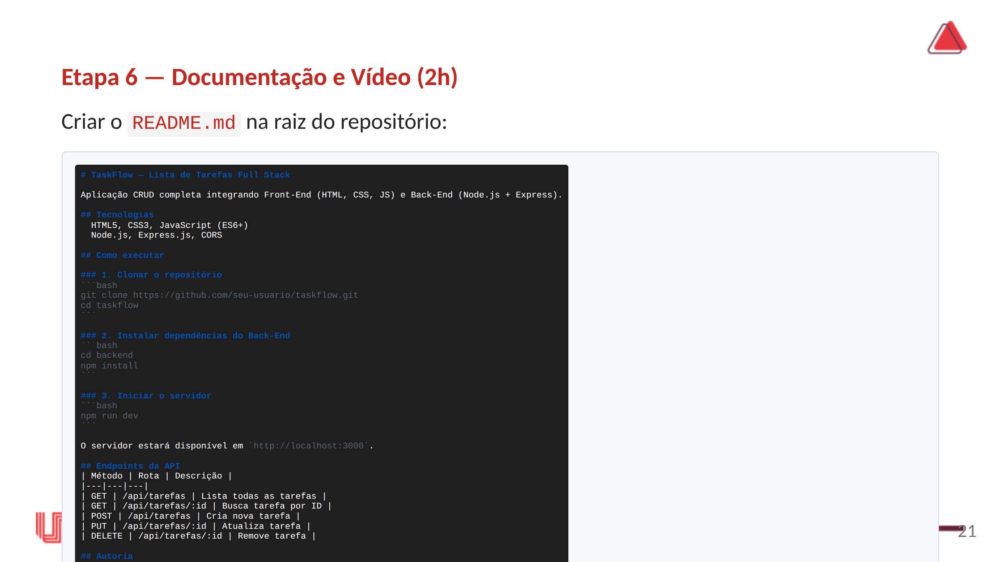 Etapa 6 — Documentação e Vídeo (2h)
Criar o README.md na raiz do repositório:
# TaskFlow — Lista de Tarefas Full Stack
Aplicação CRUD completa integrando Front-End (HTML, CSS, JS) e Back-End (Node.js + Express).
## Tecnologias
- HTML5, CSS3, JavaScript (ES6+)
- Node.js, Express.js, CORS
## Como executar
### 1. Clonar o repositório
```bash
git clone https://github.com/seu-usuario/taskflow.git
cd taskflow
```
### 2. Instalar dependências do Back-End
```bash
cd backend
npm install
```
### 3. Iniciar o servidor
```bash
npm run dev
```
O servidor estará disponível em `http://localhost:3000`.
## Endpoints da API
| Método | Rota | Descrição |
|---|---|---|
| GET | /api/tarefas | Lista todas as tarefas |
| GET | /api/tarefas/:id | Busca tarefa por ID |
| POST | /api/tarefas | Cria nova tarefa |
| PUT | /api/tarefas/:id | Atualiza tarefa |
| DELETE | /api/tarefas/:id | Remove tarefa |
## Autoria
21